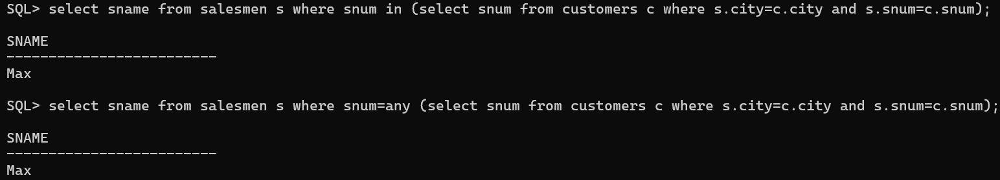 SQL> select sname from salesmen s where snum in (select snum from customers c where s.city=c.city and s.snum=c.snum);
SNAME
-------------------------
Max
SQL> select sname from salesmen s where snum=any (select snum from customers c where s.city=c.city and s.snum=c.snum);
SNAME
-------------------------
Max